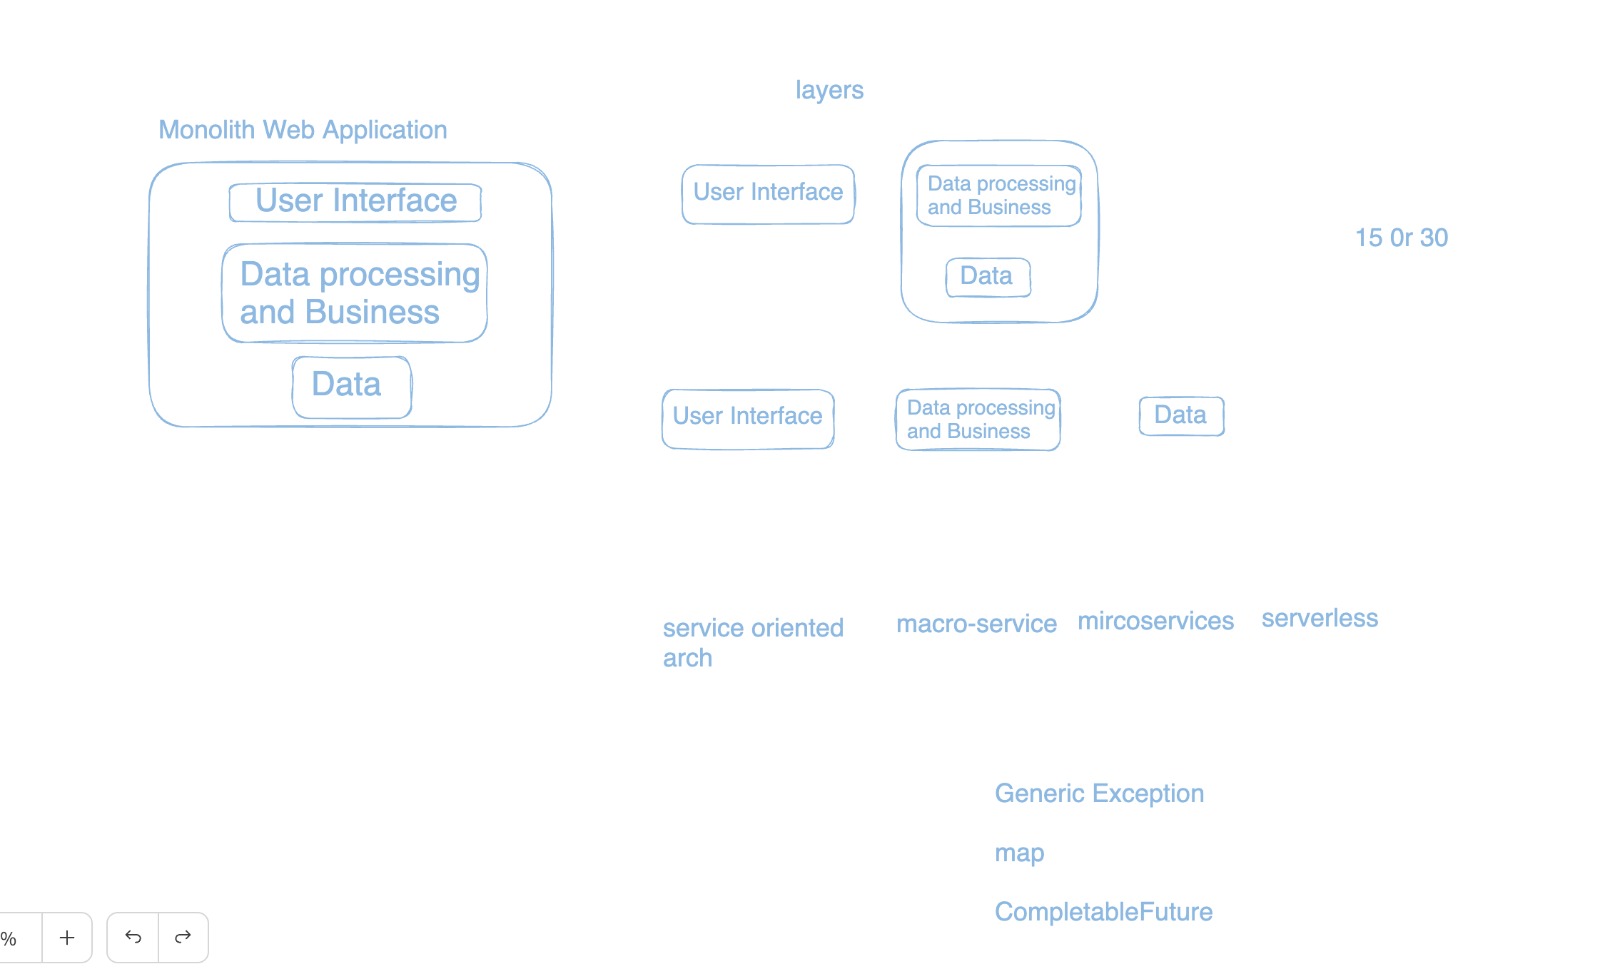 layers
Monolith Web Application
User Interface
Data processing
and Business
Data
User Interface
Data processing
and Business
Data
15 0r 30
User Interface
Data processing
and Business
Data
service oriented
arch
macro-service
mircoservices
serverless
Generic Exception
map
CompletableFuture
%